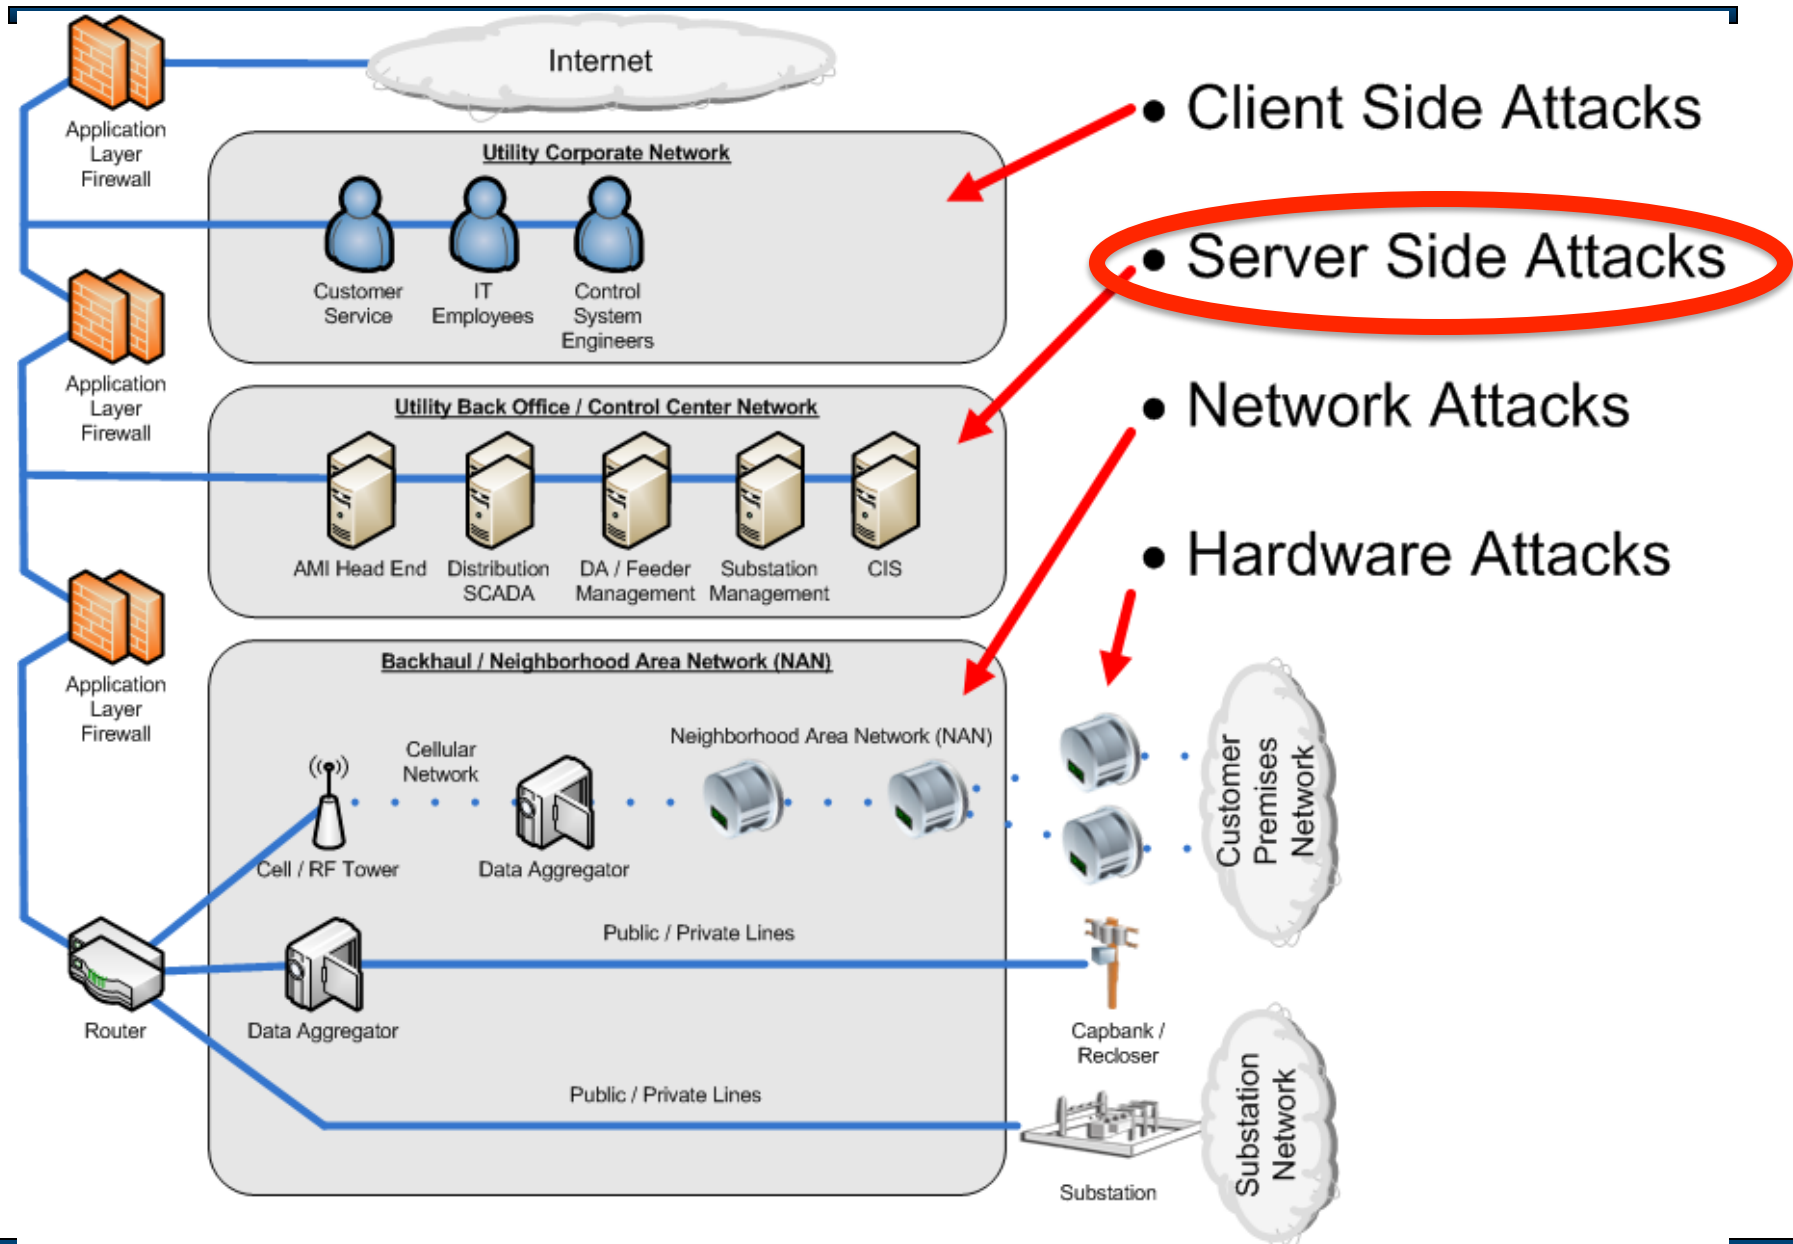 Internet
Application
Layer
Firewall
• Client Side Attacks
Utility Corporate Network
Customer
Service
IT
Employees
Control
System
Engineers
• Server Side Attacks
Application
Layer
Firewall
Utility Back Office / Control Center Network
• Network Attacks
AMI Head End
Distribution
SCADA
DA / Feeder
Management
Substation
Management
CIS
• Hardware Attacks
Application
Layer
Firewall
Backhaul / Neighborhood Area Network (NAN)
Cellular
Network
Neighborhood Area Network (NAN)
Cell / RF Tower
Data Aggregator
Customer
Premises
Network
Public / Private Lines
Router
Data Aggregator
Capbank /
Recloser
Public / Private Lines
Substation
Substation
Network